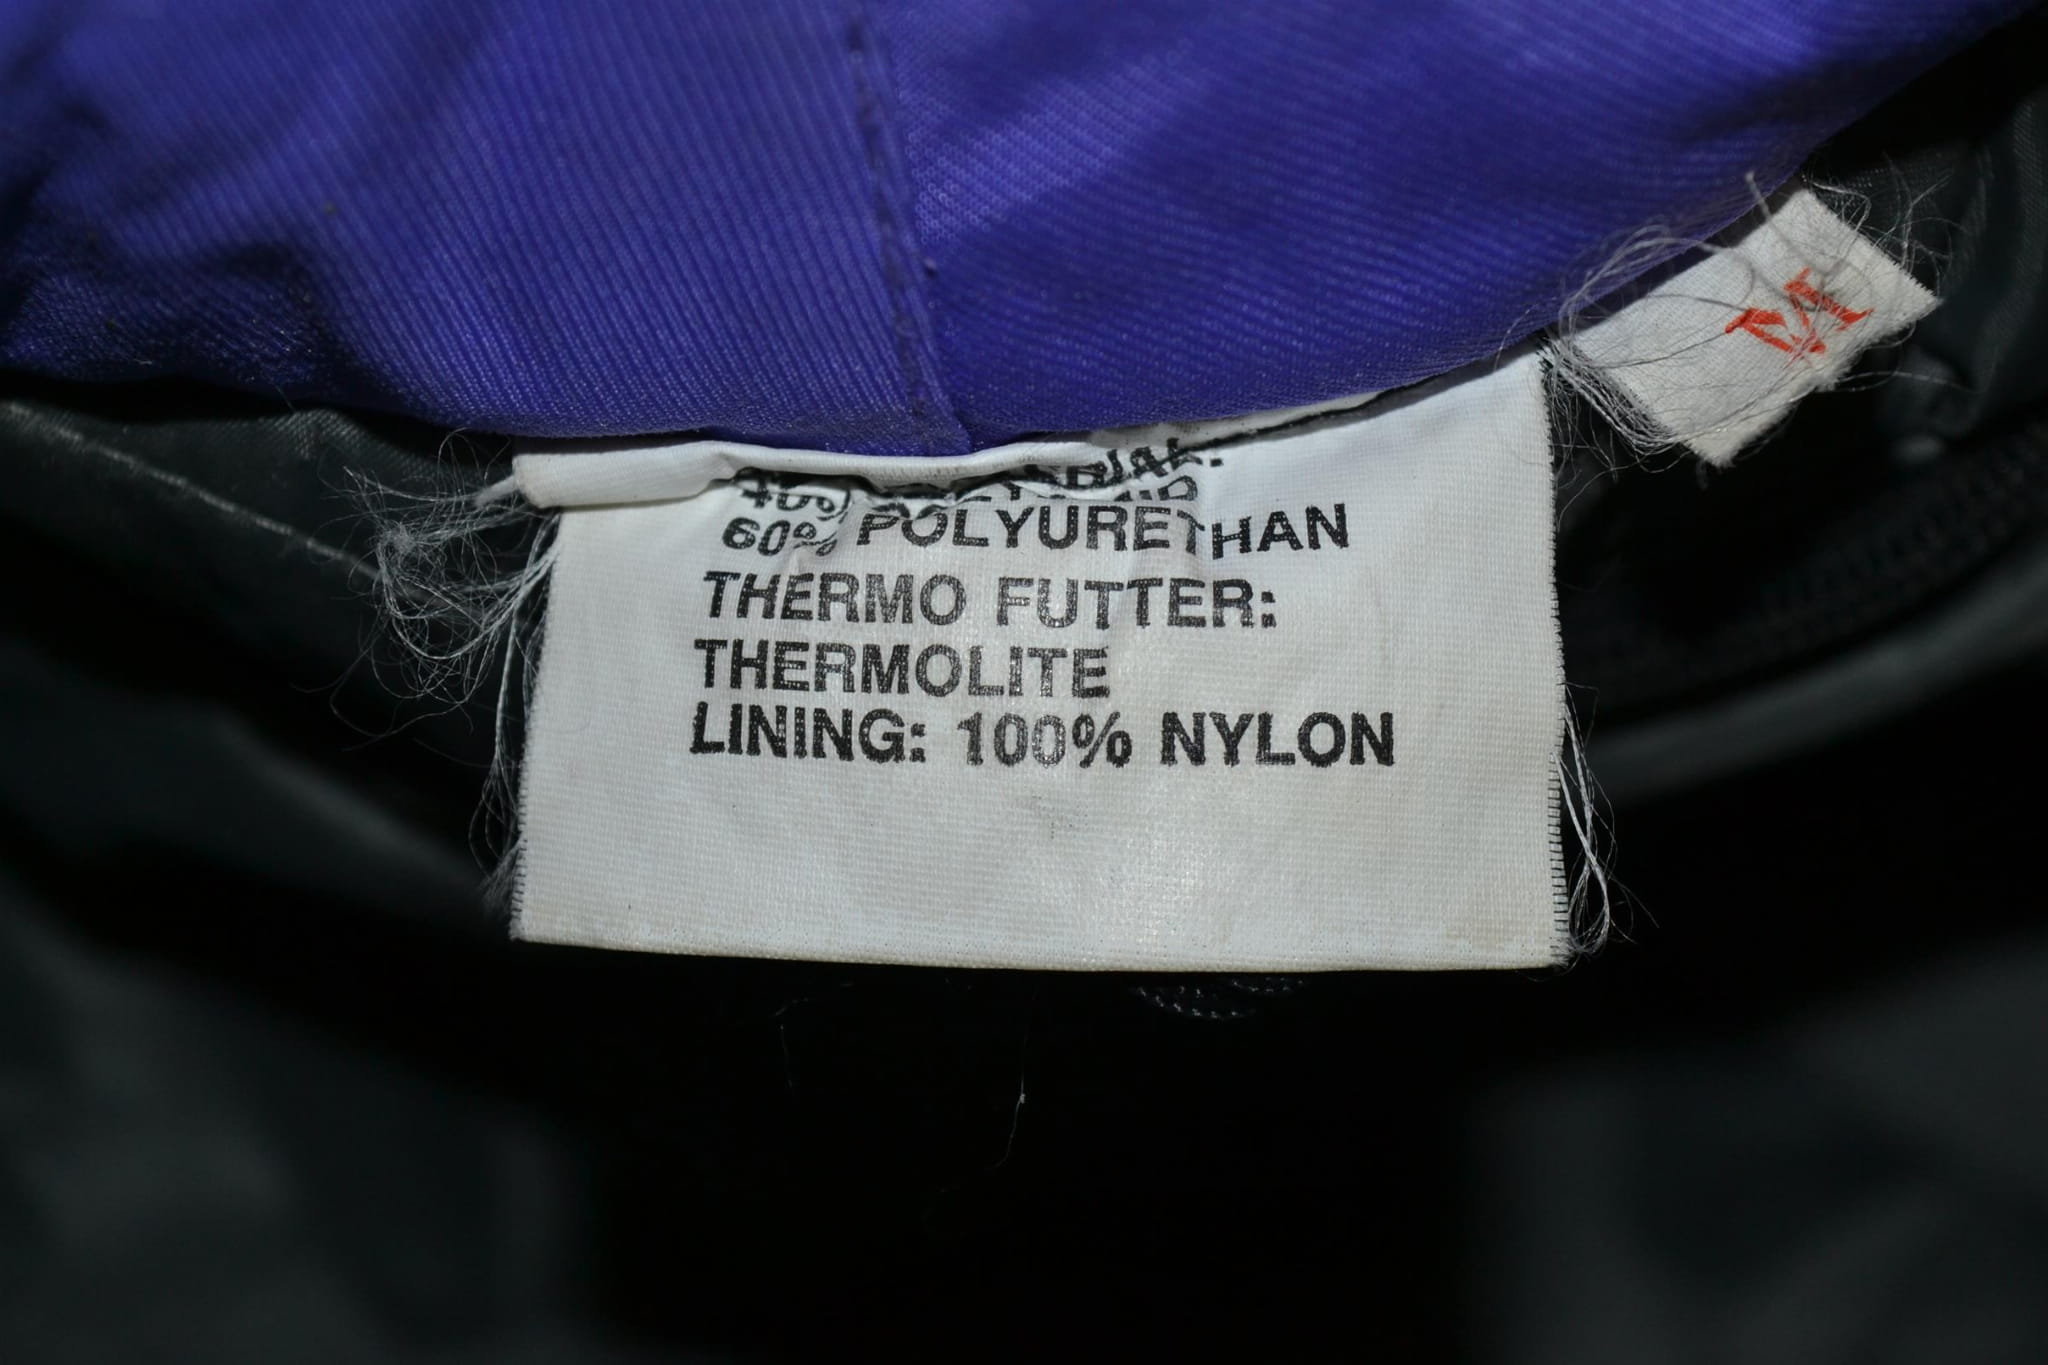 60% POLYURETHAN
THERMO FUTTER:
THERMOLITE
LINING: 100% NYLON
M